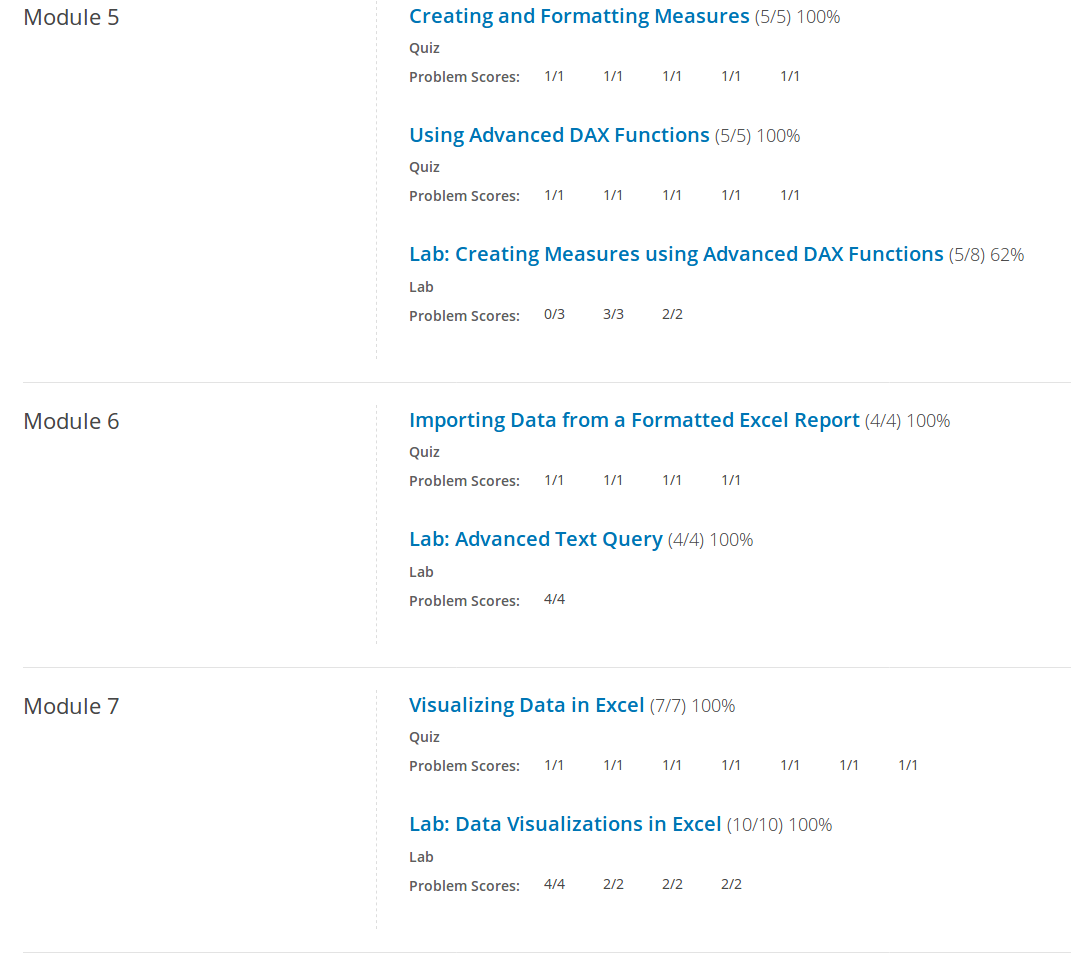 Module 5
Creating and Formatting Measures (5/5) 100%
Quiz
Problem Scores: 1/1 1/1 1/1 1/1 1/1
Using Advanced DAX Functions (5/5) 100%
Quiz
Problem Scores: 1/1 1/1 1/1 1/1 1/1
Lab: Creating Measures using Advanced DAX Functions (5/8) 62%
Lab
Problem Scores: 0/3 3/3 2/2
Module 6
Importing Data from a Formatted Excel Report (4/4) 100%
Quiz
Problem Scores: 1/1 1/1 1/1 1/1
Lab: Advanced Text Query (4/4) 100%
Lab
Problem Scores: 4/4
Module 7
Visualizing Data in Excel (7/7) 100%
Quiz
Problem Scores: 1/1 1/1 1/1 1/1 1/1 1/1 1/1
Lab: Data Visualizations in Excel (10/10) 100%
Lab
Problem Scores: 4/4 2/2 2/2 2/2